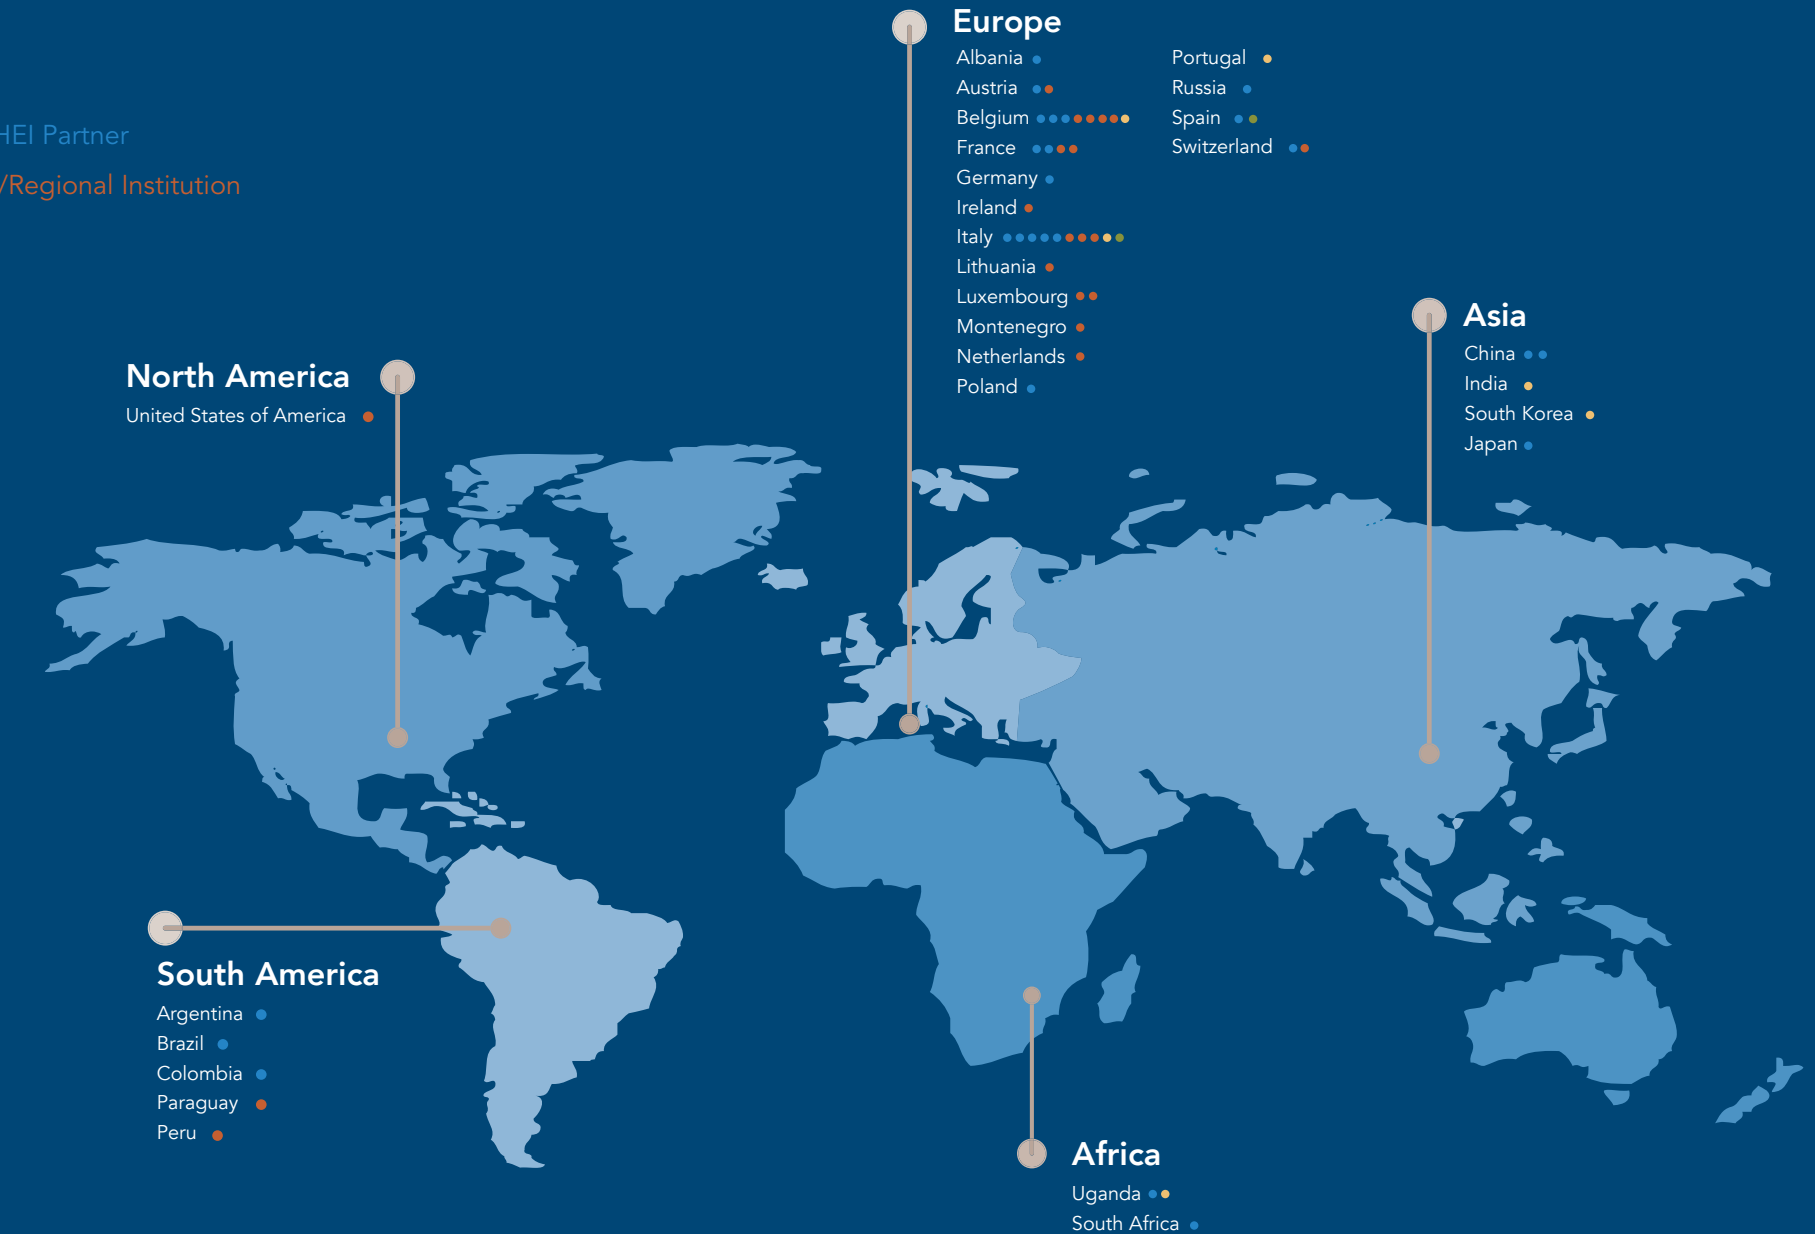 HEI Partner
/Regional Institution
Europe
Albania
Austria
Belgium
France
Germany
Ireland
Italy
Lithuania
Luxembourg
Montenegro
Netherlands
Poland
Portugal
Russia
Spain
Switzerland
Asia
China
India
South Korea
Japan
North America
United States of America
South America
Argentina
Brazil
Colombia
Paraguay
Peru
Africa
Uganda
South Africa